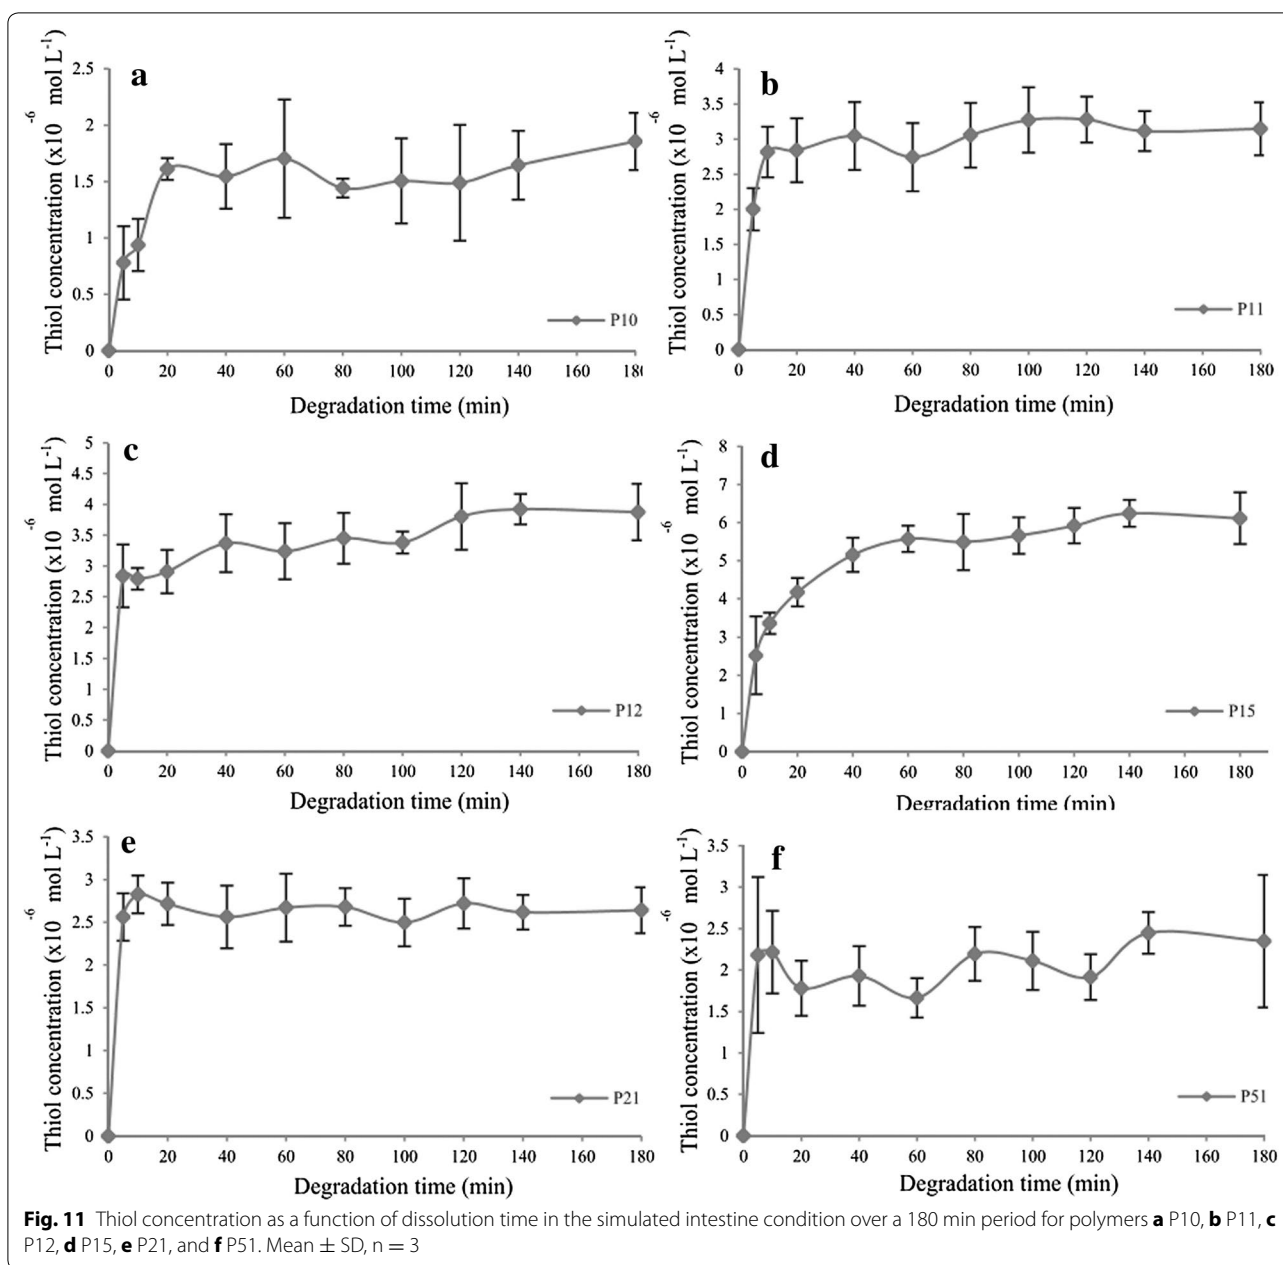 a
Thiol concentration (x10⁻⁶ mol L⁻¹)
2.5
2
1.5
1
0.5
0
0 20 40 60 80 100 120 140 180
P10
Degradation time (min)
b
Thiol concentration (x10⁻⁶ mol L⁻¹)
4
3.5
3
2.5
2
1.5
1
0.5
0
0 20 40 60 80 100 120 140 180
P11
Degradation time (min)
c
Thiol concentration (x10⁻⁶ mol L⁻¹)
5
4.5
4
3.5
3
2.5
2
1.5
1
0.5
0
0 20 40 60 80 100 120 140 180
P12
Degradation time (min)
d
Thiol concentration (x10⁻⁶ mol L⁻¹)
8
7
6
5
4
3
2
1
0
0 20 40 60 80 100 120 140 160 180
P15
Degradation time (min)
e
Thiol concentration (x10⁻⁶ mol L⁻¹)
3.5
3
2.5
2
1.5
1
0.5
0
0 20 40 60 80 100 120 140 180
P21
Degradation time (min)
f
Thiol concentration (x10⁻⁶ mol L⁻¹)
3.5
3
2.5
2
1.5
1
0.5
0
0 20 40 60 80 100 120 140 180
P51
Degradation time (min)
Fig. 11 Thiol concentration as a function of dissolution time in the simulated intestine condition over a 180 min period for polymers a P10, b P11, c
P12, d P15, e P21, and f P51. Mean ± SD, n = 3